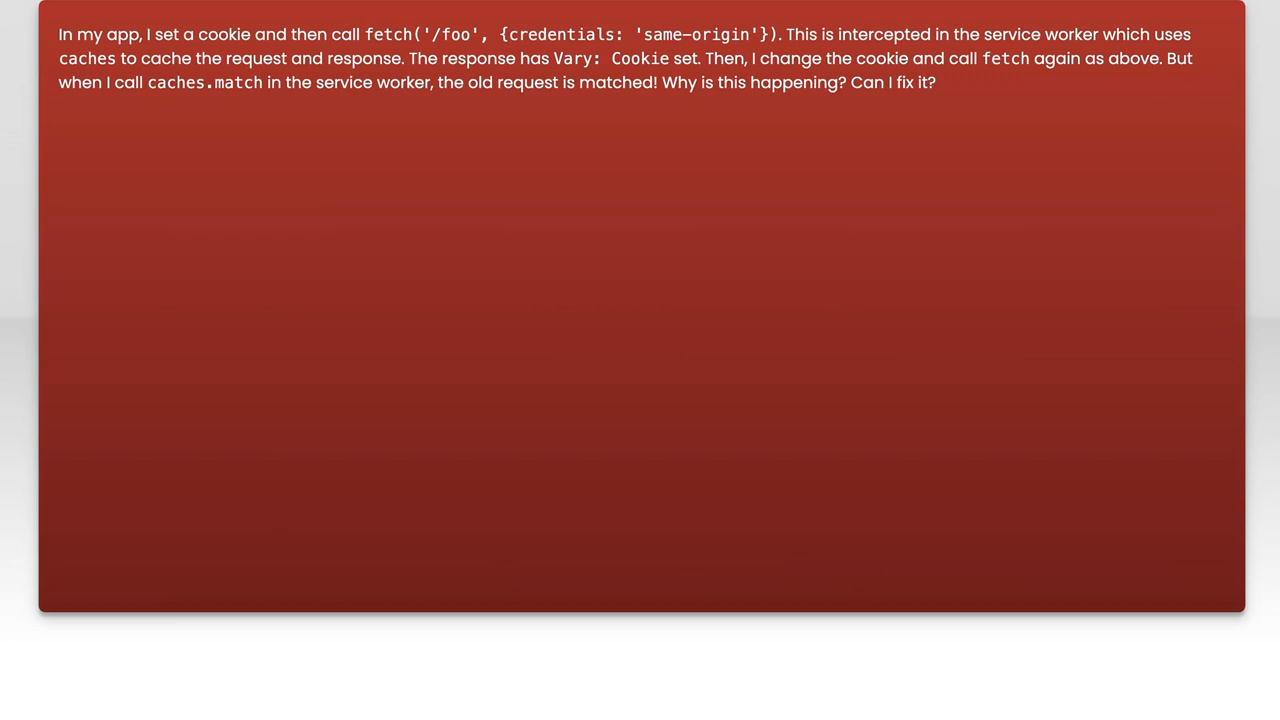 In my app, I set a cookie and then call fetch('/foo', {credentials: 'same-origin'}). This is intercepted in the service worker which uses
caches to cache the request and response. The response has Vary: Cookie set. Then, I change the cookie and call fetch again as above. But
when I call caches.match in the service worker, the old request is matched! Why is this happening? Can I fix it?